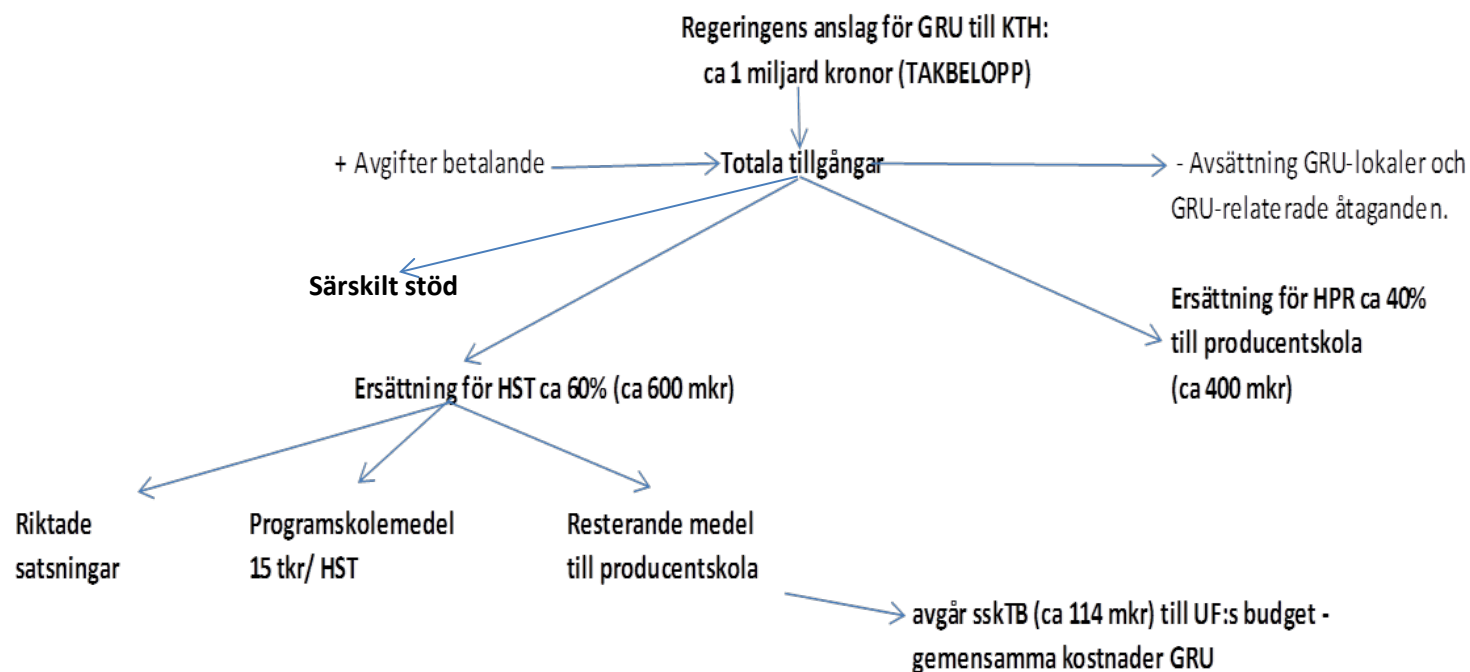 Regeringens anslag för GRU till KTH:
ca 1 miljard kronor (TAKBELOPP)
+ Avgifter betalande
Totala tillgångar
- Avsättning GRU-lokaler och
GRU-relaterade åtaganden.
Särskilt stöd
Ersättning för HPR ca 40%
till producentskola
(ca 400 mkr)
Ersättning för HST ca 60% (ca 600 mkr)
Riktade
satsningar
Programskolemedel
15 tkr/ HST
Resterande medel
till producentskola
avgår sskTB (ca 114 mkr) till UF:s budget -
gemensamma kostnader GRU